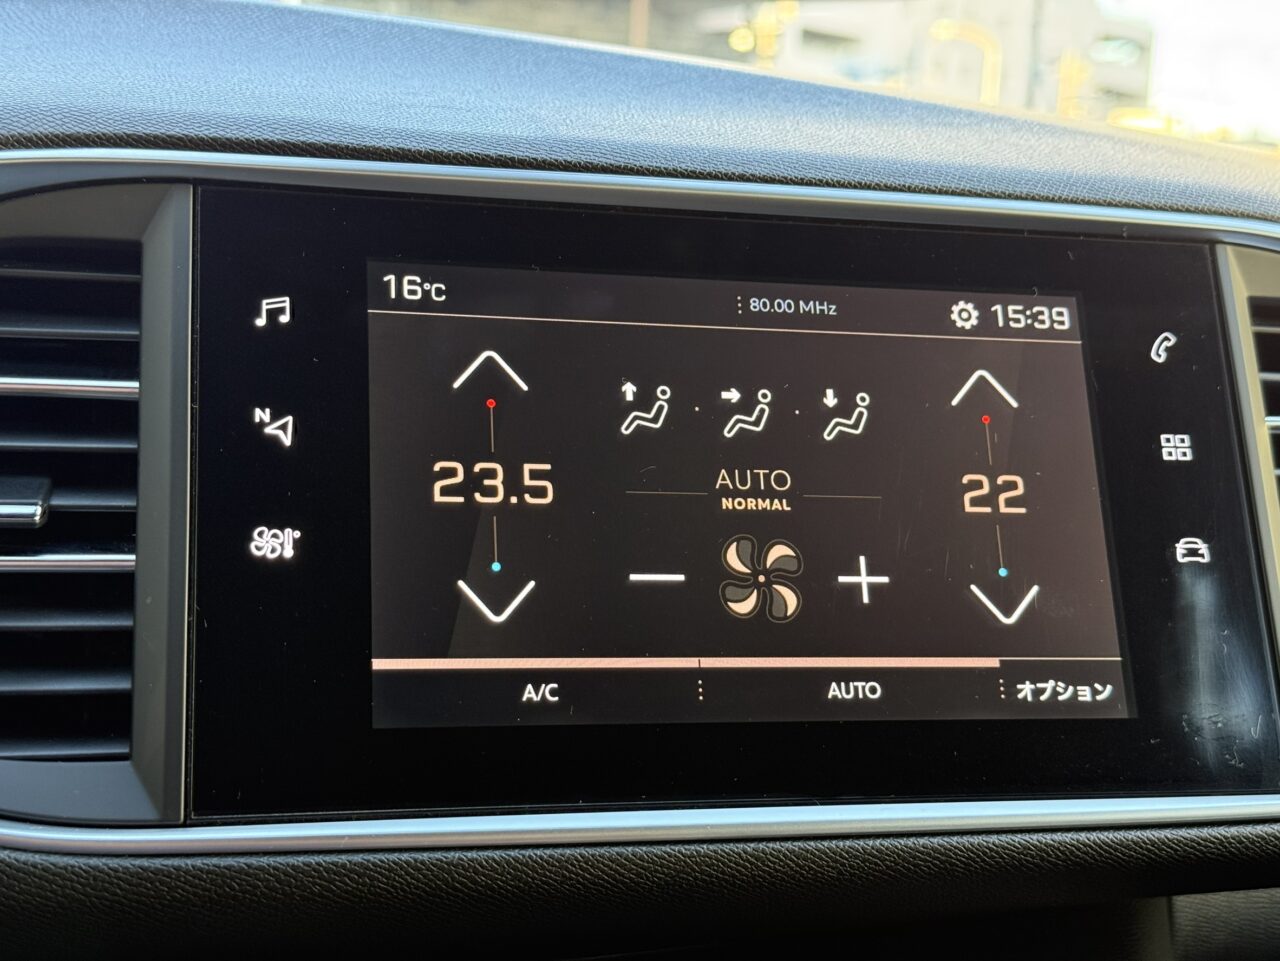 16°C
80.00 MHz
15:39
N
23.5
22
AUTO
NORMAL
A/C
AUTO
オプション